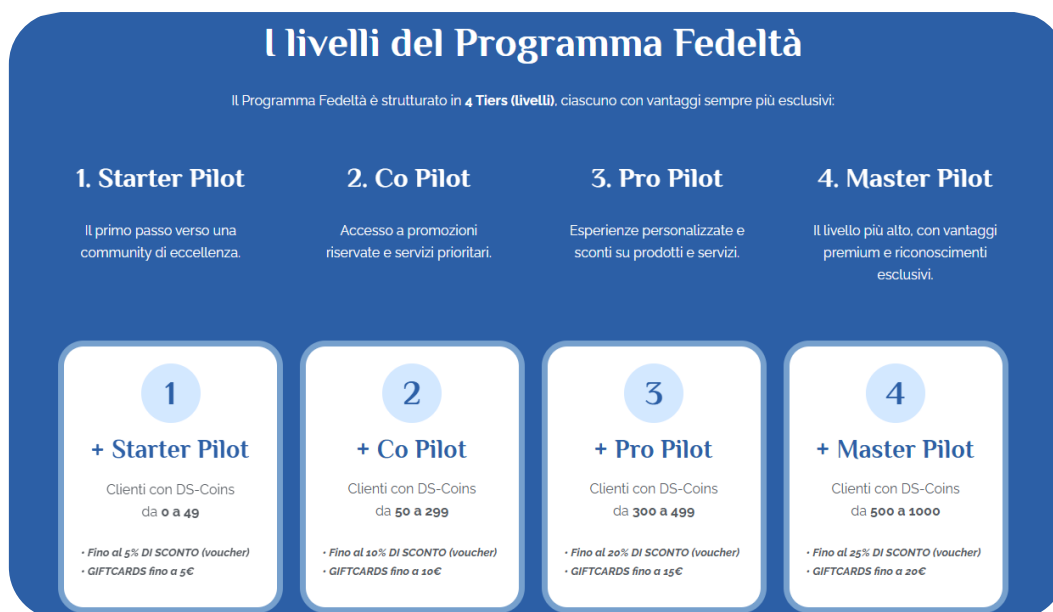 I livelli del Programma Fedeltà
Il Programma Fedeltà è strutturato in 4 Tiers (livelli), ciascuno con vantaggi sempre più esclusivi:
1. Starter Pilot
Il primo passo verso una
community di eccellenza.
2. Co Pilot
Accesso a promozioni
riservate e servizi prioritari.
3. Pro Pilot
Esperienze personalizzate e
sconti su prodotti e servizi.
4. Master Pilot
Il livello più alto, con vantaggi
premium e riconoscimenti
esclusivi.
1
+ Starter Pilot
Clienti con DS-Coins
da 0 a 49
• Fino al 5% DI SCONTO (voucher)
• GIFTCARDS fino a 5€
2
+ Co Pilot
Clienti con DS-Coins
da 50 a 299
• Fino al 10% DI SCONTO (voucher)
• GIFTCARDS fino a 10€
3
+ Pro Pilot
Clienti con DS-Coins
da 300 a 499
• Fino al 20% DI SCONTO (voucher)
• GIFTCARDS fino a 15€
4
+ Master Pilot
Clienti con DS-Coins
da 500 a 1000
• Fino al 25% DI SCONTO (voucher)
• GIFTCARDS fino a 20€